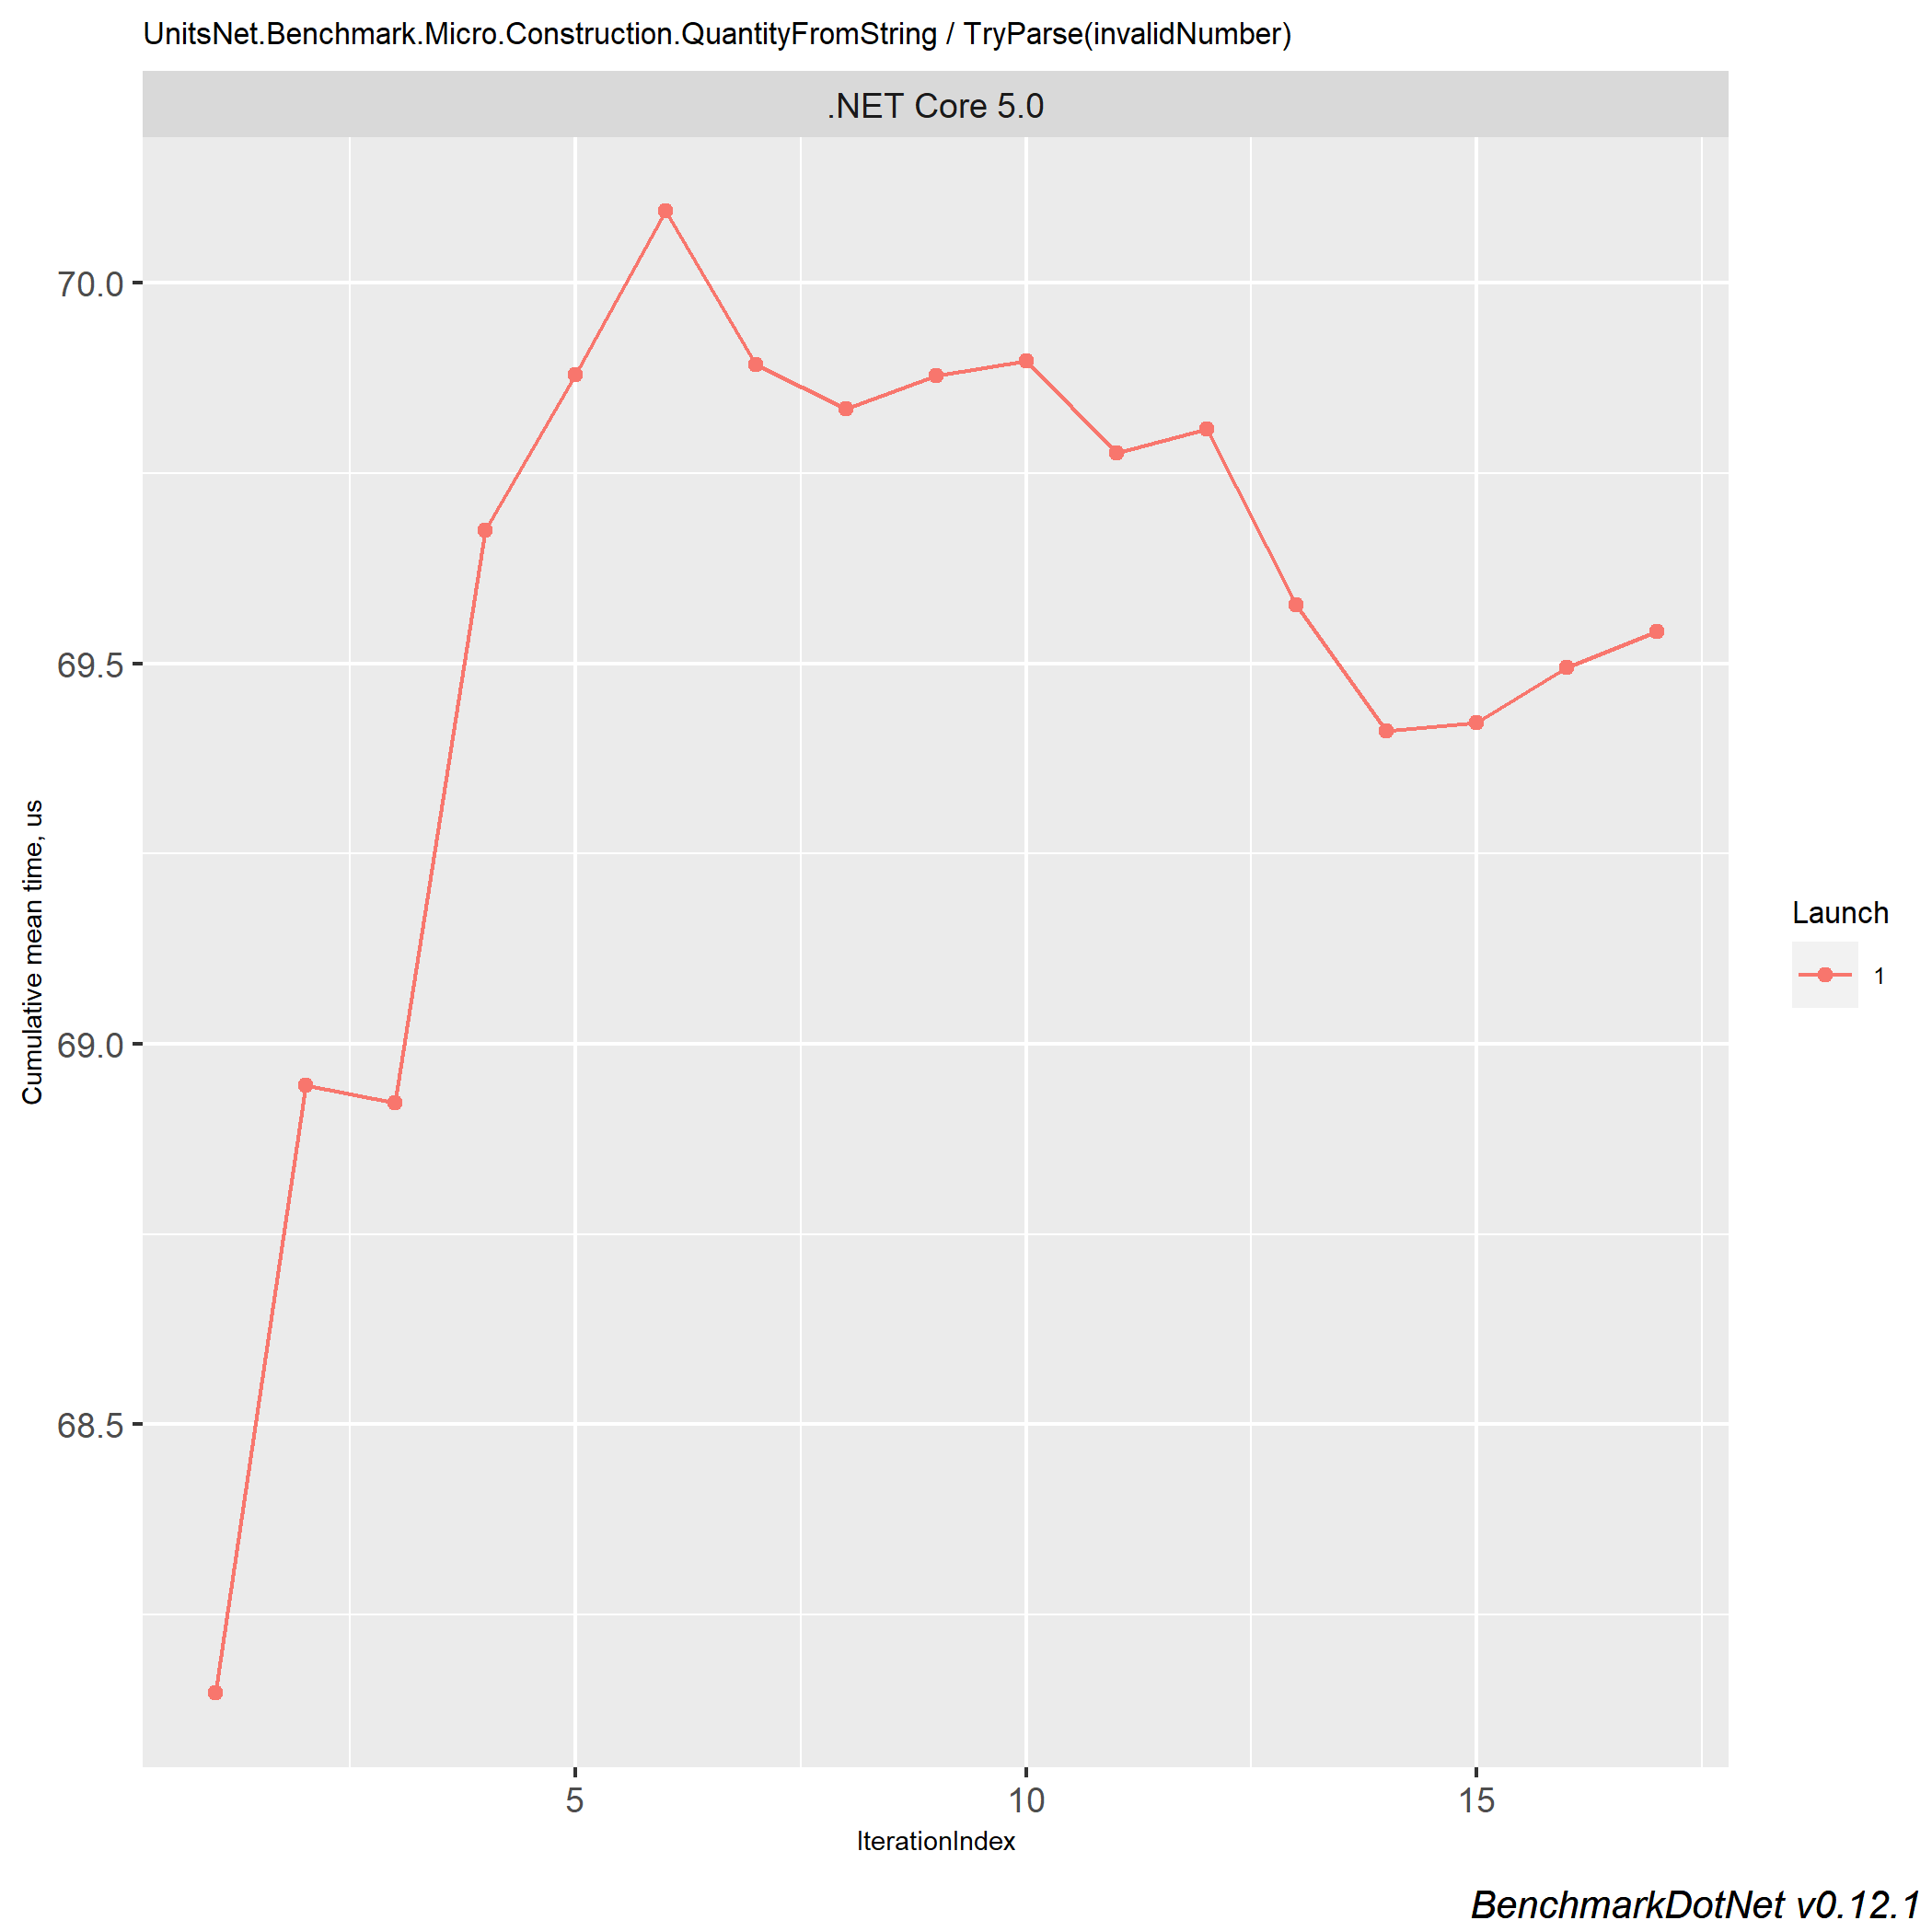 UnitsNet.Benchmark.Micro.Construction.QuantityFromString / TryParse(invalidNumber)
.NET Core 5.0
70.0
69.5
69.0
68.5
Cumulative mean time, us
5 10 15
IterationIndex
Launch
1
BenchmarkDotNet v0.12.1